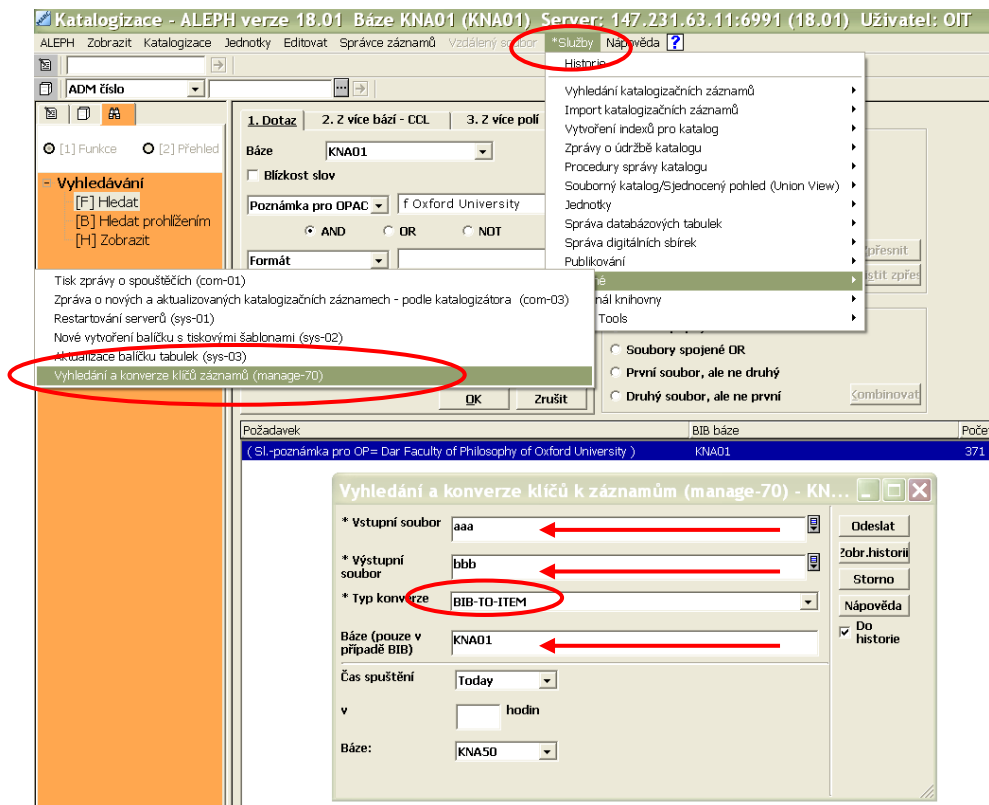 Katalogizace - ALEPH verze 18.01 Báze KNA01 (KNA01) Server: 147.231.63.11:6991 (18.01) Uživatel: OIT
ALEPH Zobrazit Katalogizace Jednotky Editovat Správce záznamů Vzdálený soubor *Služby Nápověda ?
Historie
ADM číslo
Vyhledání katalogizačních záznamů
Import katalogizačních záznamů
Vytvoření indexů pro katalog
Zprávy o údržbě katalogu
Procedury správy katalogu
Souborný katalog/Sjednocený pohled (Union View)
Jednotky
Správa databázových tabulek
Správa digitálních sbírek
Publikování
né
nál knihovny
Tools
1. Dotaz 2. Z více bází - CCL 3. Z více polí
[1] Funkce [2] Přehled
Báze KNA01
Blízkost slov
Vyhledávání
[F] Hledat
[B] Hledat prohlížením
[H] Zobrazit
Poznámka pro OPAC f Oxford University
AND OR NOT
Formát
přesnit
stit zpřes
Tisk zprávy o spouštěčích (com-01)
Zpráva o nových a aktualizovaných katalogizačních záznamech - podle katalogizátora (com-03)
Restartování serverů (sys-01)
Nové vytvoření balíčku s tiskovými šablonami (sys-02)
Aktualizace balíčku tabulek (sys-03)
Vyhledání a konverze klíčů záznamů (manage-70)
Soubory spojené OR
První soubor, ale ne druhý
Druhý soubor, ale ne první
Kombinovat
OK Zrušit
Požadavek BIB báze Poče
( Sl.-poznámka pro OP= Dar Faculty of Philosophy of Oxford University ) KNA01 371
Vyhledání a konverze klíčů k záznamům (manage-70) - KN...
* Vstupní soubor aaa
* Výstupní soubor bbb
* Typ konverze BIB-TO-ITEM
Báze (pouze v případě BIB) KNA01
Čas spuštění Today
v hodin
Báze: KNA50
Odeslat
Zobr.historii
Storno
Nápověda
Do historie